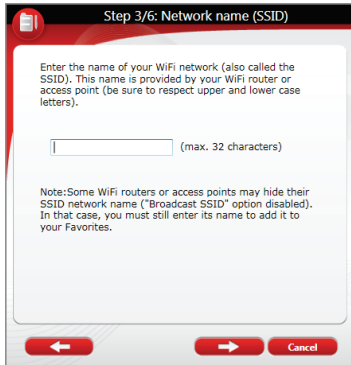 Step 3/6: Network name (SSID)
Enter the name of your WiFi network (also called the
SSID). This name is provided by your WiFi router or
access point (be sure to respect upper and lower case
letters).
(max. 32 characters)
Note:Some WiFi routers or access points may hide their
SSID network name ("Broadcast SSID" option disabled).
In that case, you must still enter its name to add it to
your Favorites.
Cancel